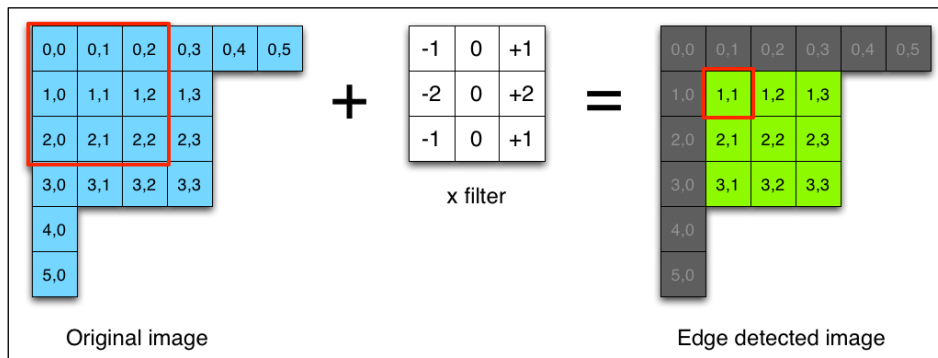 0,0 0,1 0,2 0,3 0,4 0,5 -1 0 +1 0,0 0,1 0,2 0,3 0,4 0,5
1,0 1,1 1,2 1,3 + -2 0 +2 = 1,0 1,1 1,2 1,3
2,0 2,1 2,2 2,3 -1 0 +1 2,0 2,1 2,2 2,3
3,0 3,1 3,2 3,3 x filter 3,0 3,1 3,2 3,3
4,0 4,0
5,0 5,0
Original image Edge detected image